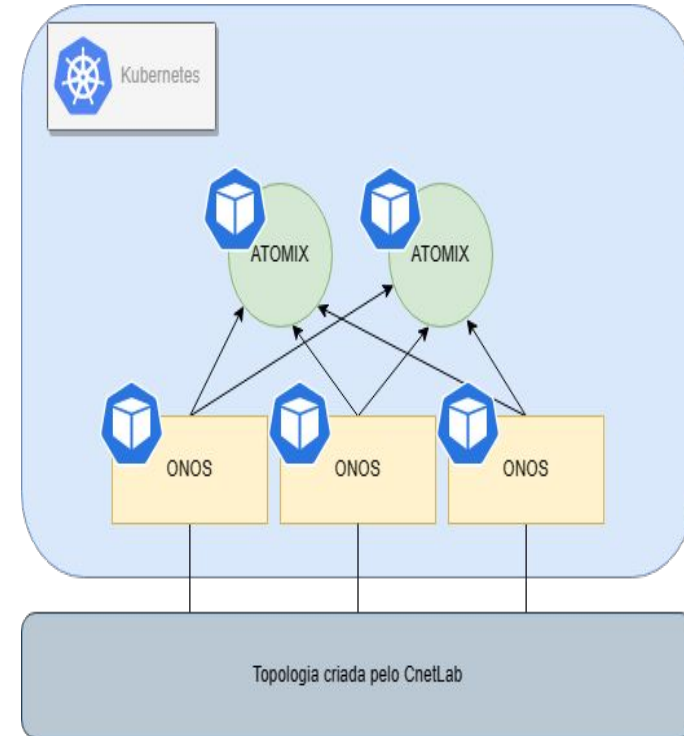 Kubernetes
ATOMIX
ATOMIX
ONOS
ONOS
ONOS
Topologia criada pelo CnetLab